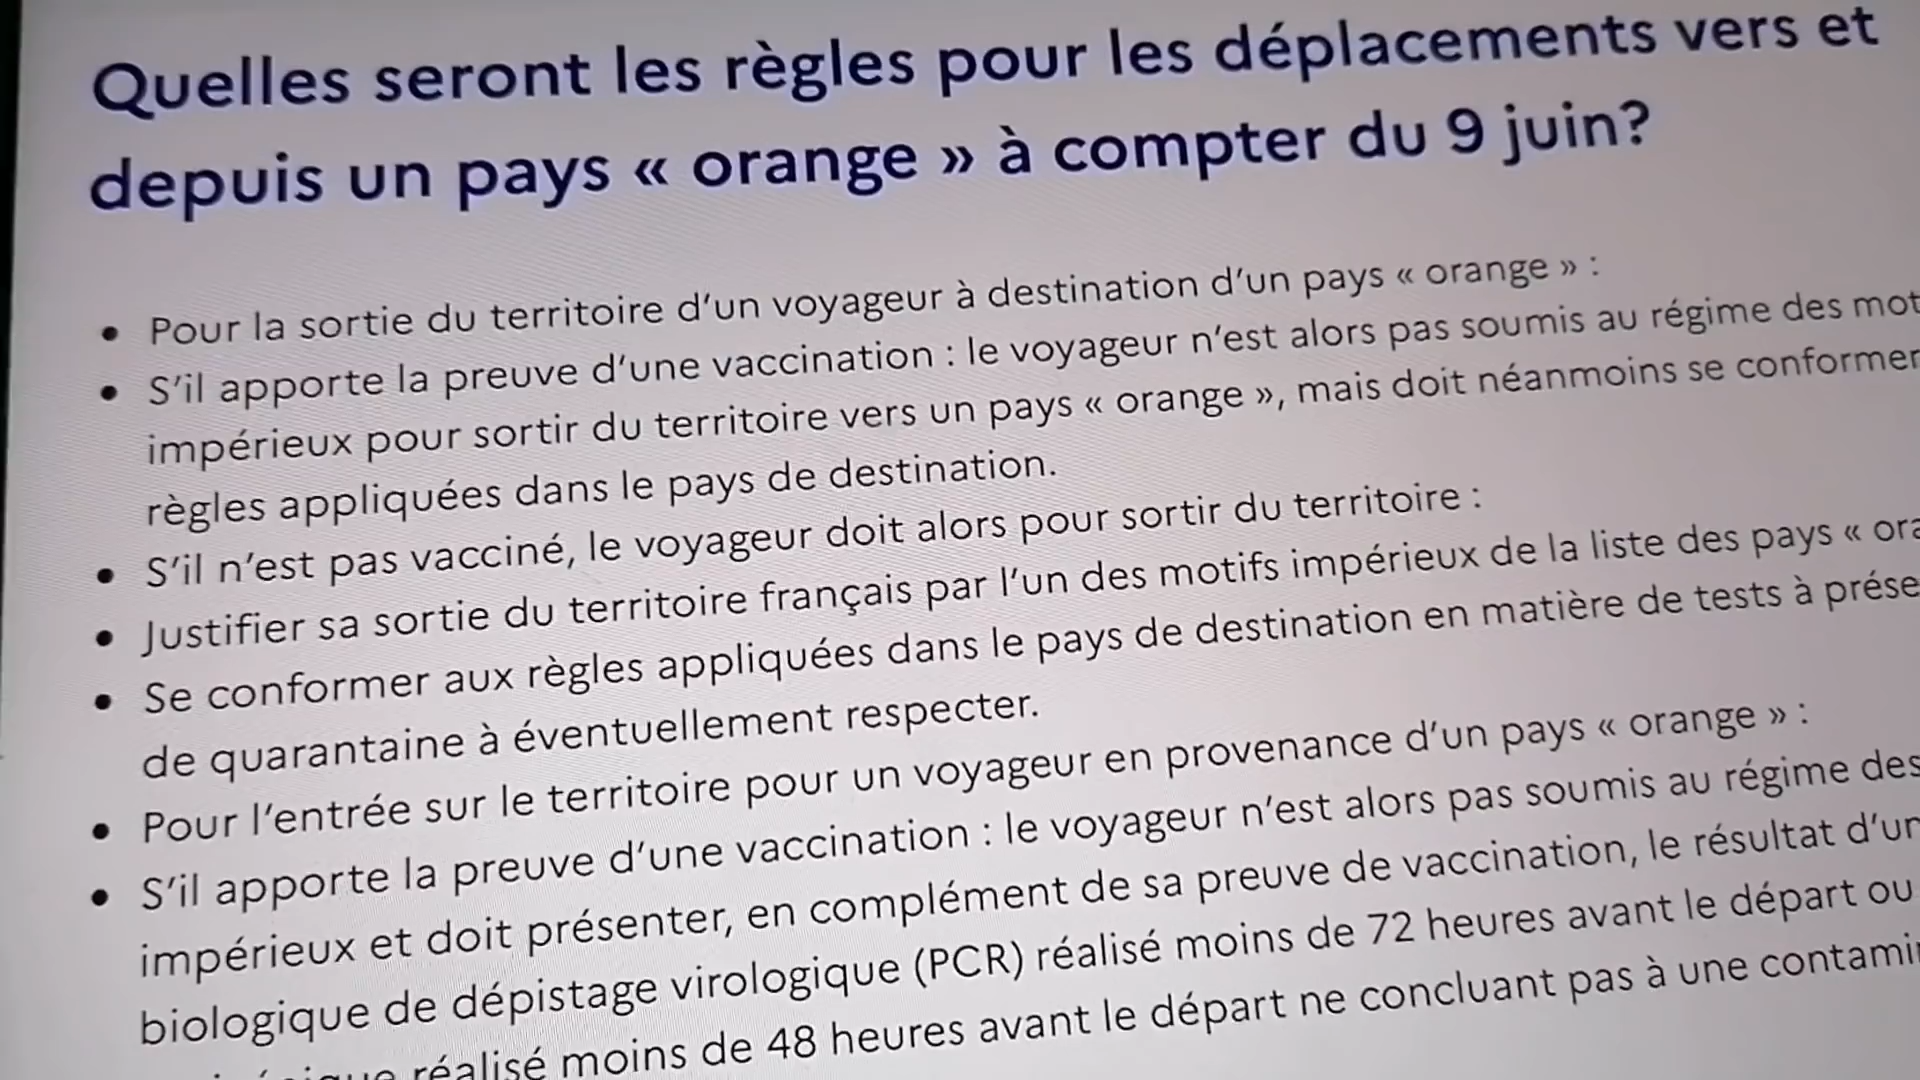 Quelles seront les règles pour les déplacements vers et
depuis un pays « orange » à compter du 9 juin?
• Pour la sortie du territoire d'un voyageur à destination d'un pays « orange » :
• S'il apporte la preuve d'une vaccination : le voyageur n'est alors pas soumis au régime des
impérieux pour sortir du territoire vers un pays « orange », mais doit néanmoins se conformer
règles appliquées dans le pays de destination.
• S'il n'est pas vacciné, le voyageur doit alors pour sortir du territoire :
• Justifier sa sortie du territoire français par l'un des motifs impérieux de la liste des pays «
• Se conformer aux règles appliquées dans le pays de destination en matière de tests à
de quarantaine à éventuellement respecter.
• Pour l'entrée sur le territoire pour un voyageur en provenance d'un pays « orange » :
• S'il apporte la preuve d'une vaccination : le voyageur n'est alors pas soumis au régime des
impérieux et doit présenter, en complément de sa preuve de vaccination, le résultat
biologique de dépistage virologique (PCR) réalisé moins de 72 heures avant le départ ou
réalisé moins de 48 heures avant le départ ne concluant pas à une